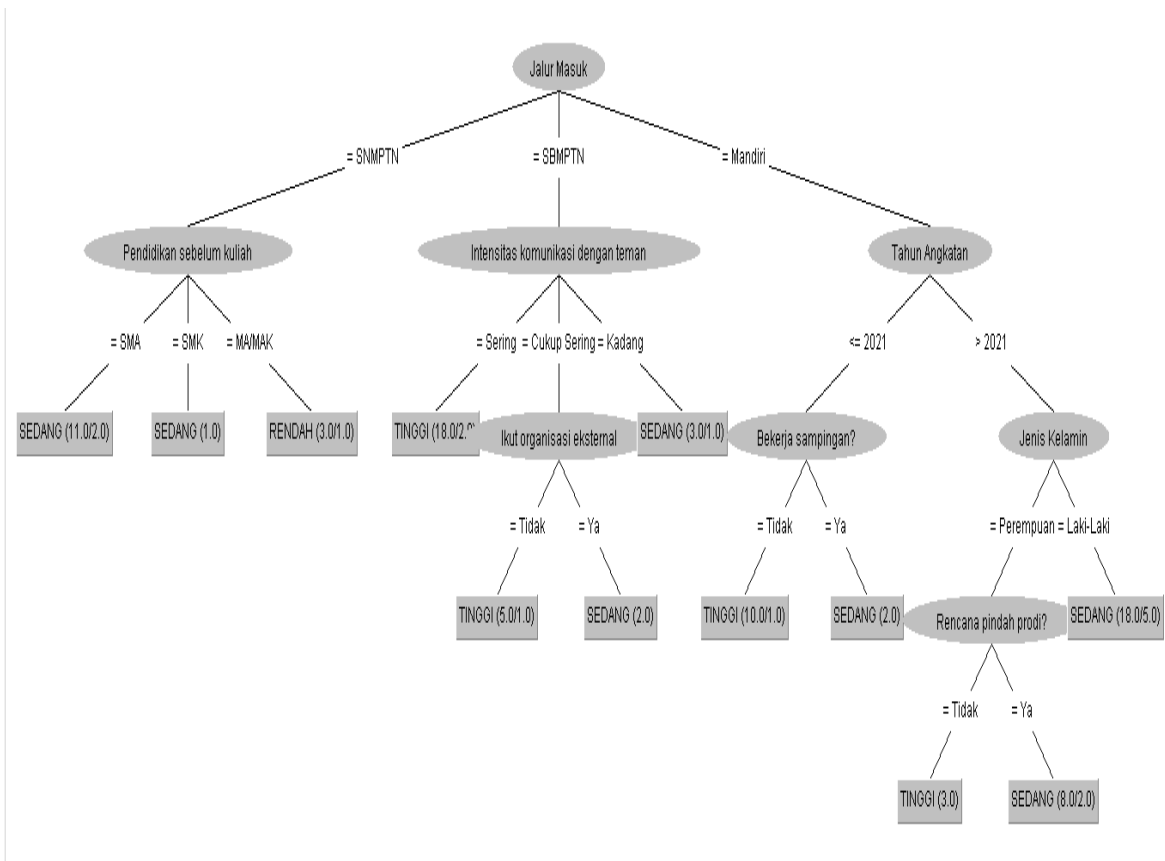 Jalur Masuk
= SNMPTN
= SBMPTN
= Mandiri
Pendidikan sebelum kuliah
Intensitas komunikasi dengan teman
Tahun Angkatan
= SMA
= SMK
= MA/MAK
= Sering
= Cukup Sering
= Kadang
<= 2021
> 2021
SEDANG (11.0/2.0)
SEDANG (1.0)
RENDAH (3.0/1.0)
TINGGI (18.0/2.0
Ikut organisasi eksternal
SEDANG (3.0/1.0)
Bekerja sampingan?
Jenis Kelamin
= Tidak
= Ya
= Tidak
= Ya
= Perempuan
= Laki-Laki
TINGGI (5.0/1.0)
SEDANG (2.0)
TINGGI (10.0/1.0)
SEDANG (2.0)
Rencana pindah prodi?
SEDANG (18.0/5.0)
= Tidak
= Ya
TINGGI (3.0)
SEDANG (8.0/2.0)